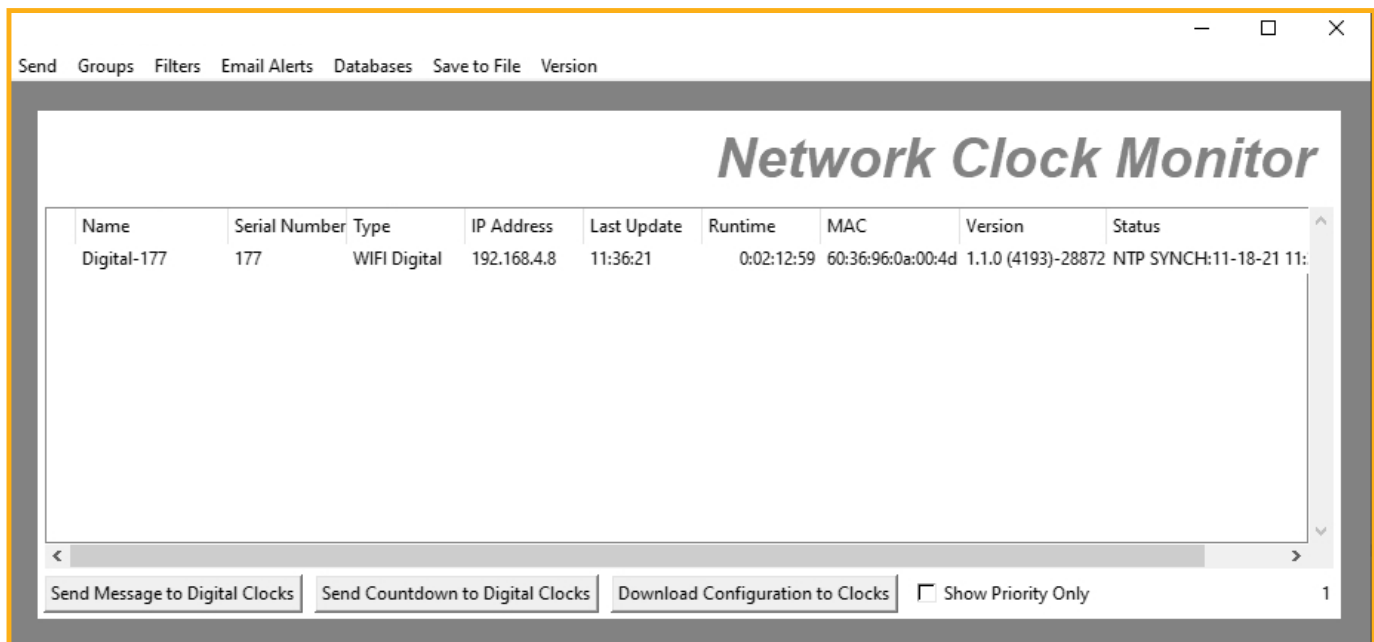 Send Groups Filters Email Alerts Databases Save to File Version
Network Clock Monitor
Name Serial Number Type IP Address Last Update Runtime MAC Version Status
Digital-177 177 WIFI Digital 192.168.4.8 11:36:21 0:02:12:59 60:36:96:0a:00:4d 1.1.0 (4193)-28872 NTP SYNCH:11-18-21 11:
Send Message to Digital Clocks Send Countdown to Digital Clocks Download Configuration to Clocks Show Priority Only 1